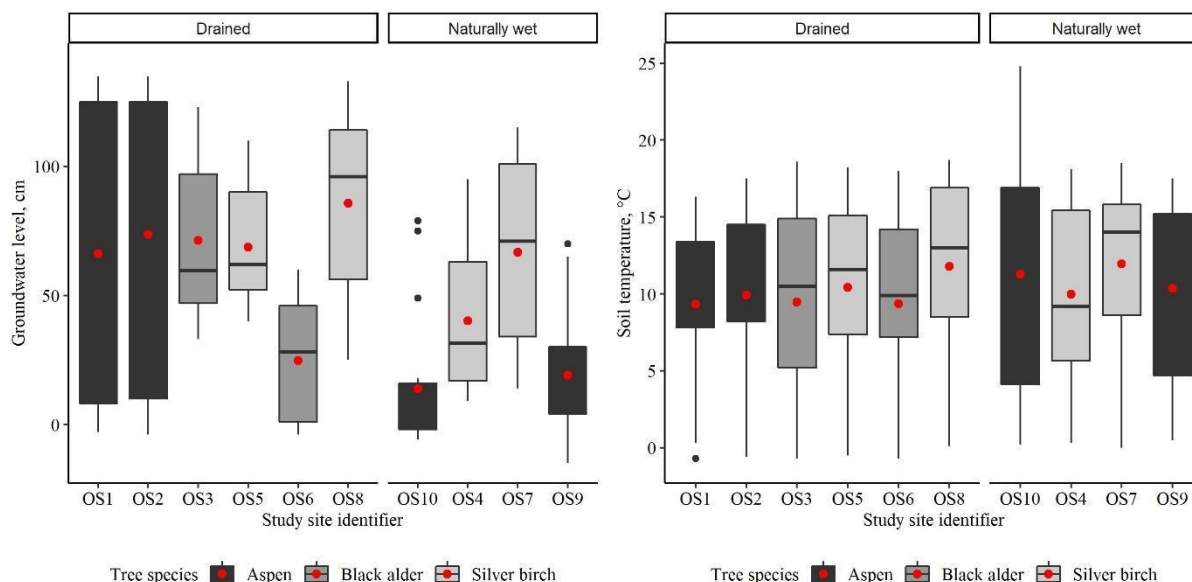 Drained
Naturally wet
Groundwater level, cm
100
50
0
OS1 OS2 OS3 OS5 OS6 OS8 OS10 OS4 OS7 OS9
Study site identifier
Tree species Aspen Black alder Silver birch
Drained
Naturally wet
Soil temperature, °C
25
20
15
10
5
0
OS1 OS2 OS3 OS5 OS6 OS8 OS10 OS4 OS7 OS9
Study site identifier
Tree species Aspen Black alder Silver birch